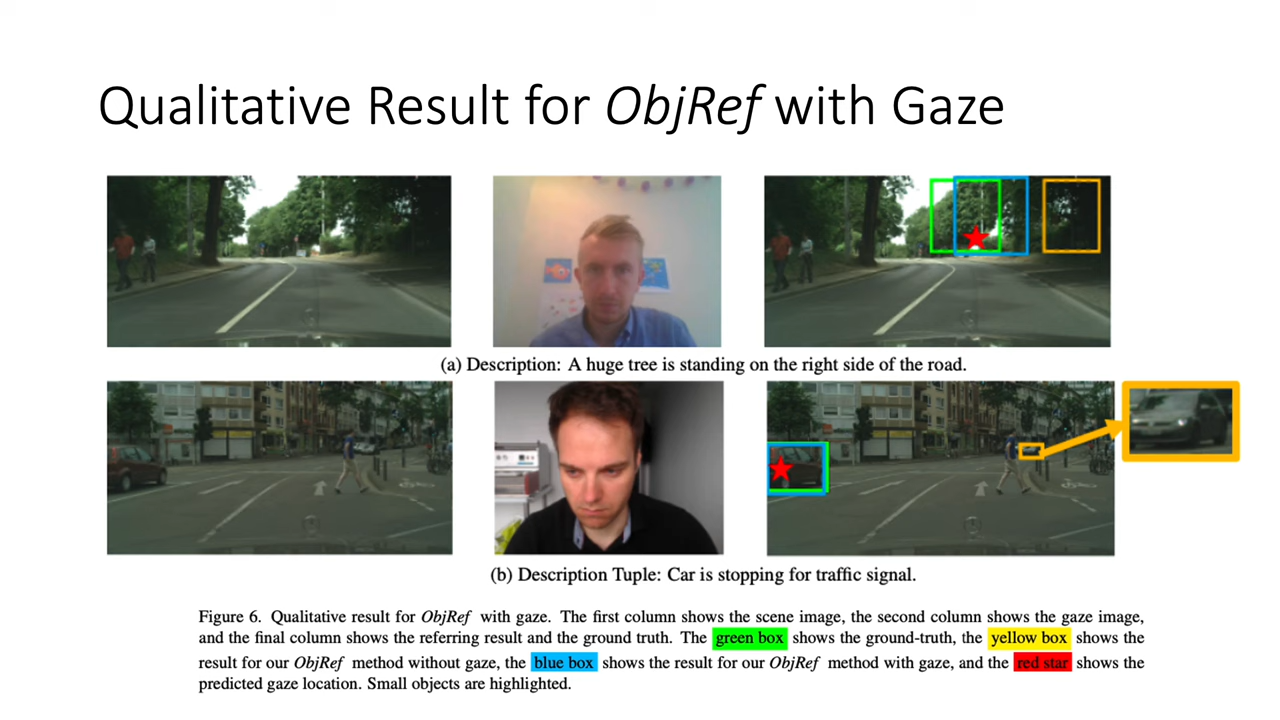 Qualitative Result for ObjRef with Gaze
(a) Description: A huge tree is standing on the right side of the road.
(b) Description Tuple: Car is stopping for traffic signal.
Figure 6. Qualitative result for ObjRef with gaze. The first column shows the scene image, the second column shows the gaze image,
and the final column shows the referring result and the ground truth. The green box shows the ground-truth, the yellow box shows the
result for our ObjRef method without gaze, the blue box shows the result for our ObjRef method with gaze, and the red star shows the
predicted gaze location. Small objects are highlighted.